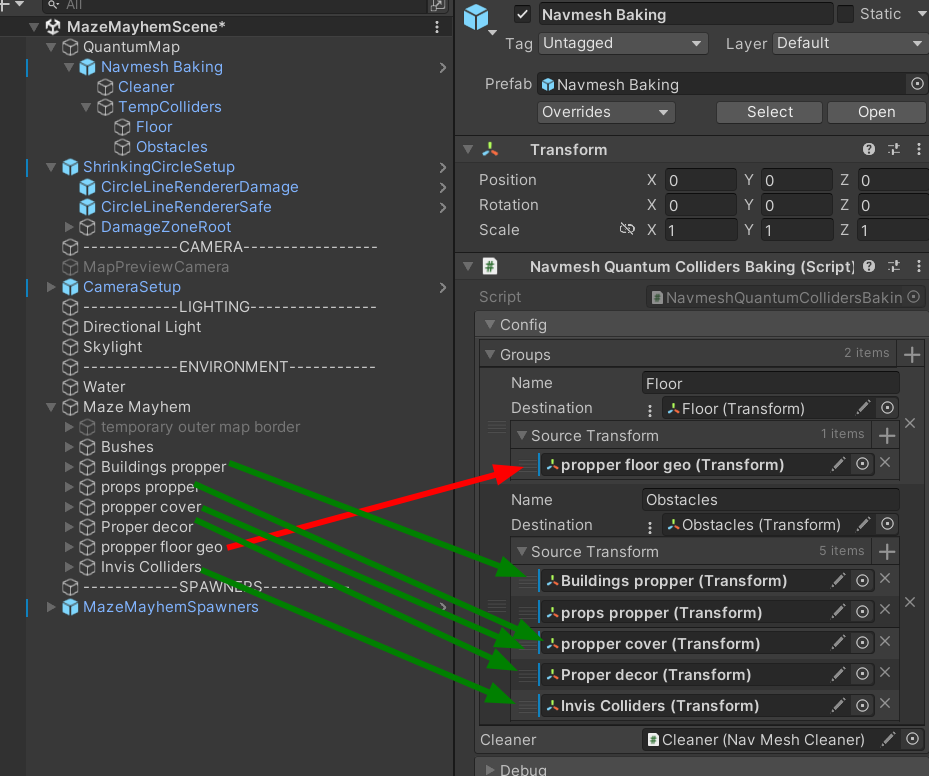 All
MazeMayhemScene*
QuantumMap
Navmesh Baking
Cleaner
TempColliders
Floor
Obstacles
ShrinkingCircleSetup
CircleLineRendererDamage
CircleLineRendererSafe
DamageZoneRoot
------------CAMERA-----------------
MapPreviewCamera
CameraSetup
------------LIGHTING----------------
Directional Light
Skylight
------------ENVIRONMENT-----------
Water
Maze Mayhem
temporary outer map border
Bushes
Buildings propper
props propper
propper cover
Proper decor
propper floor geo
Invis Colliders
------------SPAWNERS-----------
MazeMayhemSpawners
Navmesh Baking
Static
Tag Untagged Layer Default
Prefab Navmesh Baking
Overrides Select Open
Transform
Position X 0 Y 0 Z 0
Rotation X 0 Y 0 Z 0
Scale X 1 Y 1 Z 1
Navmesh Quantum Colliders Baking (Script)
Script NavmeshQuantumCollidersBakin
Config
Groups 2 items
Name Floor
Destination Floor (Transform)
Source Transform 1 items
propper floor geo (Transform)
Name Obstacles
Destination Obstacles (Transform)
Source Transform 5 items
Buildings propper (Transform)
props propper (Transform)
propper cover (Transform)
Proper decor (Transform)
Invis Colliders (Transform)
Cleaner Cleaner (Nav Mesh Cleaner)
Debug